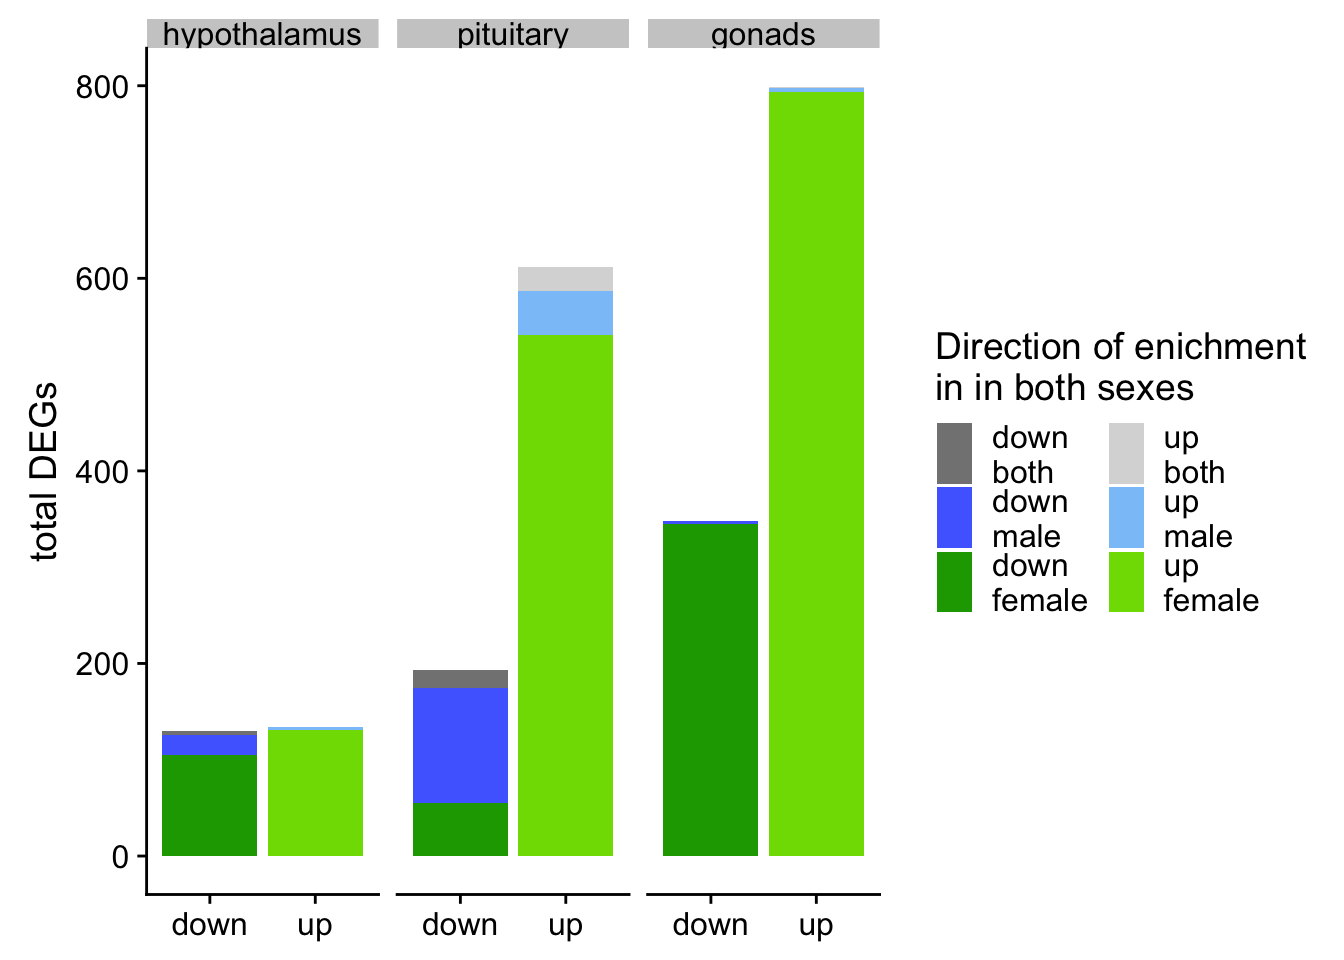 hypothalamus
pituitary
gonads
total DEGs
800
600
400
200
0
down
up
down
up
down
up
Direction of enichment
in in both sexes
down
both
down
male
down
female
up
both
up
male
up
female